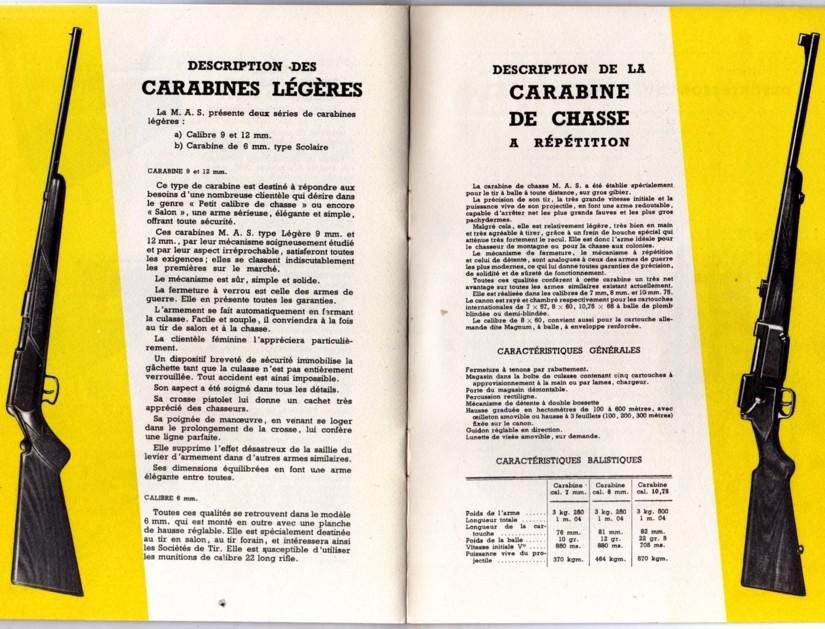 DESCRIPTION DES
CARABINES LÉGÈRES
La M. A. S. présente deux séries de carabines
légères :
a) Calibre 9 et 12 mm.
b) Carabine de 6 mm. type Scolaire
CARABINE 9 et 12 mm.
Ce type de carabine est destiné à répondre aux
besoins d'une nombreuse clientèle qui désire dans
le genre « Petit calibre de chasse » ou encore
« Salon », une arme sérieuse, élégante et simple,
offrant toute sécurité.
Ces carabines M. A. S. type Légère 9 mm. et
12 mm., par leur mécanisme soigneusement étudié
et par leur aspect irréprochable, satisferont toutes
les exigences ; elles se classent indiscutablement
les premières sur le marché.
Le mécanisme est sûr, simple et solide.
La fermeture à verrou est celle des armes de
guerre. Elle en présente toutes les garanties.
L'armement se fait automatiquement en fermant
la culasse. Facile et souple, il conviendra à la fois
au tir de salon et à la chasse.
La clientèle féminine l'appréciera particuliè-
rement.
Un dispositif breveté de sécurité immobilise la
gâchette tant que la culasse n'est pas entièrement
verrouillée. Tout accident est ainsi impossible.
Son aspect a été soigné dans tous les détails.
Sa crosse pistolet lui donne un cachet très
apprécié des chasseurs.
Sa poignée de manœuvre, en venant se loger
dans le prolongement de la crosse, lui confère
une ligne parfaite.
Elle supprime l'effet désastreux de la saillie du
levier d'armement dans d'autres armes similaires.
Ses dimensions équilibrées en font une arme
élégante entre toutes.
CALIBRE 6 mm.
Toutes ces qualités se retrouvent dans le modèle
6 mm. qui est monté en outre avec une planche
de hausse réglable. Elle est spécialement destinée
au tir en salon, au tir forain, et intéressera ainsi
les Sociétés de Tir. Elle est susceptible d'utiliser
les munitions de calibre 22 long rifle.
DESCRIPTION DE LA
CARABINE
DE CHASSE
A RÉPÉTITION
La carabine de chasse M. A. S. a été établie spécialement
pour le tir à balle à toute distance, sur gros gibier.
La précision de son tir, la très grande vitesse initiale et la
puissance vive de son projectile, en font une arme redoutable,
capable d'arrêter net les plus grands fauves et les plus gros
pachydermes.
Malgré cela, elle est relativement légère, très bien en main
et très agréable à tirer, grâce à un frein de bouche spécial qui
atténue très fortement le recul. Elle est donc l'arme idéale pour
le chasseur de montagne ou pour la chasse aux colonies.
Le mécanisme de fermeture, le mécanisme à répétition
et celui de détente, sont analogues à ceux des armes de guerre
les plus modernes, ce qui lui donne toutes garanties de précision,
de solidité et de sûreté de fonctionnement.
Toutes ces qualités confèrent à cette carabine un très net
avantage sur toutes les armes similaires existant actuellement.
Elle est réalisée dans les calibres de 7 mm, 8 mm. et 10 mm. 75.
Le canon est rayé et chambré respectivement pour les cartouches
internationales de 7 × 57, 8 × 60, 10,75 × 68 à balle de plomb
blindée ou demi-blindée.
Le calibre de 8 × 60, convient aussi pour la cartouche alle-
mande dite Magnum, à balle, à enveloppe renforcée.
CARACTÉRISTIQUES GÉNÉRALES
Fermeture à tenons par rabattement.
Magasin dans la boîte de culasse contenant cinq cartouches à
approvisionnement à la main ou par lames, chargeur.
Porte du magasin démontable.
Percussion rectiligne.
Mécanisme de détente à double bossette
Hausse graduée en hectomètres de 100 à 600 mètres, avec
œilleton amovible ou hausse à 3 feuillets (100, 200, 300 mètres)
fixée sur le canon.
Guidon réglable en direction.
Lunette de visée amovible, sur demande.
CARACTÉRISTIQUES BALISTIQUES
Carabine cal. 7 mm. Carabine cal. 8 mm. Carabine cal. 10,75
Poids de l'arme ...... 3 kg. 280 3 kg. 280 3 kg. 800
Longueur totale ...... 1 m. 04 1 m. 04 1 m. 04
Longueur de la car-
touche ............ 76 mm. 81 mm. 82 mm.
Poids de la balle .... 10 gr. 12 gr. 22 gr. 5
Vitesse initiale V° .... 880 ms. 880 ms. 705 ms.
Puissance vive du pro-
jectile ............ 370 kgm. 464 kgm. 570 kgm.